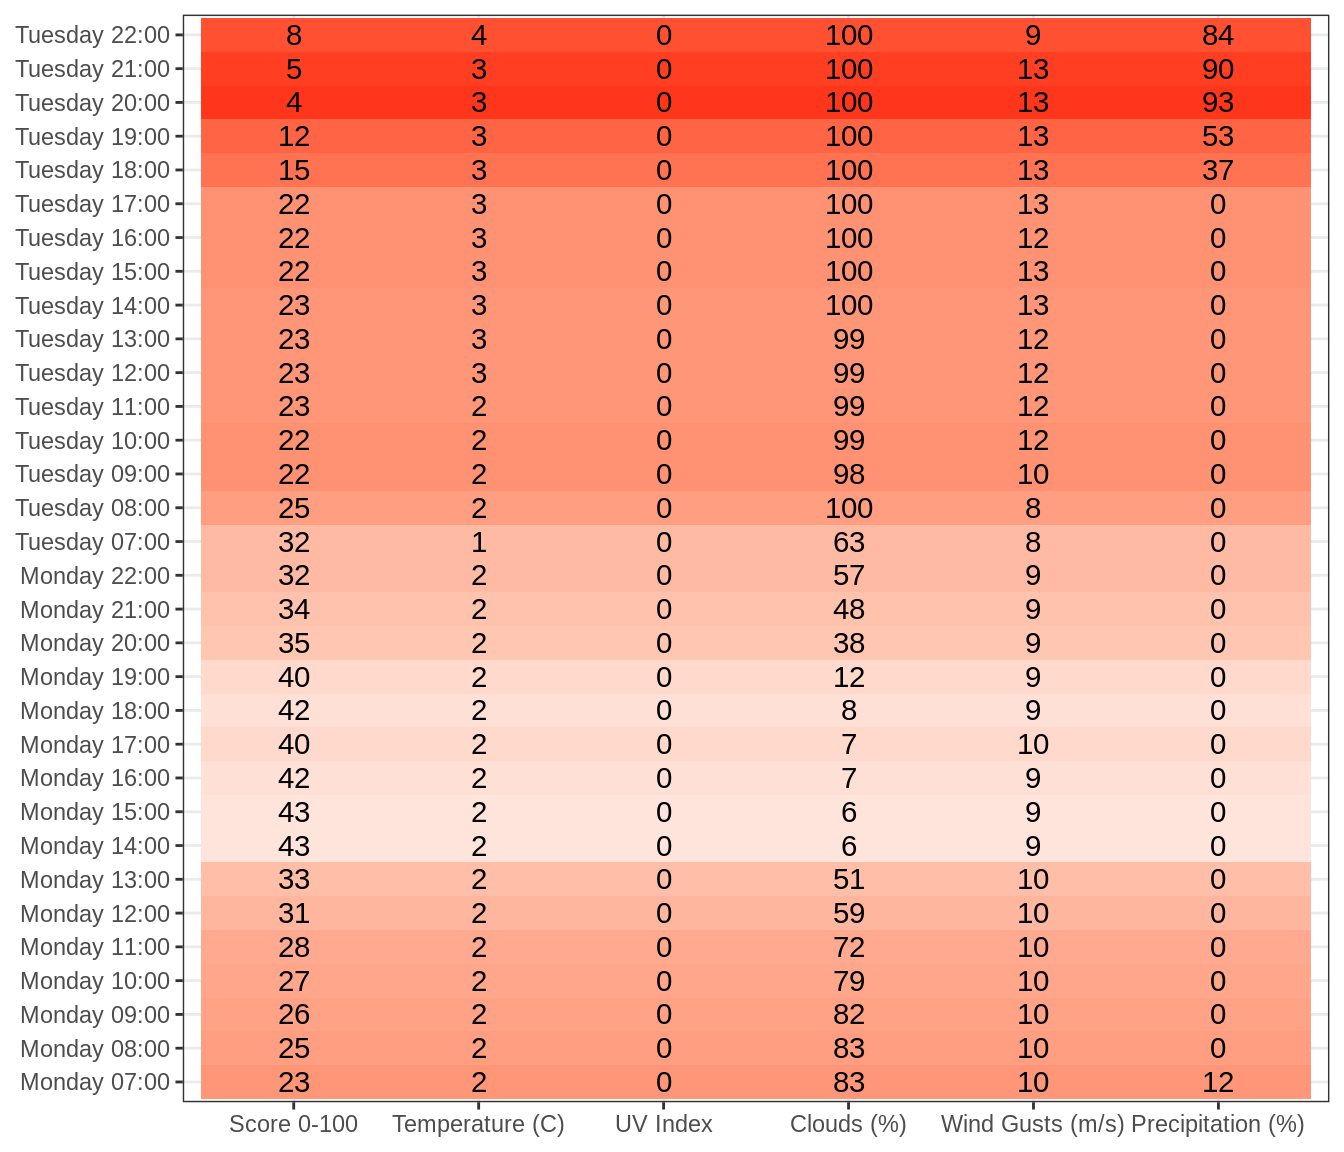 Tuesday 22:00 8 4 0 100 9 84
Tuesday 21:00 5 3 0 100 13 90
Tuesday 20:00 4 3 0 100 13 93
Tuesday 19:00 12 3 0 100 13 53
Tuesday 18:00 15 3 0 100 13 37
Tuesday 17:00 22 3 0 100 13 0
Tuesday 16:00 22 3 0 100 12 0
Tuesday 15:00 22 3 0 100 13 0
Tuesday 14:00 23 3 0 100 13 0
Tuesday 13:00 23 3 0 99 12 0
Tuesday 12:00 23 3 0 99 12 0
Tuesday 11:00 23 2 0 99 12 0
Tuesday 10:00 22 2 0 99 12 0
Tuesday 09:00 22 2 0 98 10 0
Tuesday 08:00 25 2 0 100 8 0
Tuesday 07:00 32 1 0 63 8 0
Monday 22:00 32 2 0 57 9 0
Monday 21:00 34 2 0 48 9 0
Monday 20:00 35 2 0 38 9 0
Monday 19:00 40 2 0 12 9 0
Monday 18:00 42 2 0 8 9 0
Monday 17:00 40 2 0 7 10 0
Monday 16:00 42 2 0 7 9 0
Monday 15:00 43 2 0 6 9 0
Monday 14:00 43 2 0 6 9 0
Monday 13:00 33 2 0 51 10 0
Monday 12:00 31 2 0 59 10 0
Monday 11:00 28 2 0 72 10 0
Monday 10:00 27 2 0 79 10 0
Monday 09:00 26 2 0 82 10 0
Monday 08:00 25 2 0 83 10 0
Monday 07:00 23 2 0 83 10 12
Score 0-100 Temperature (C) UV Index Clouds (%) Wind Gusts (m/s) Precipitation (%)